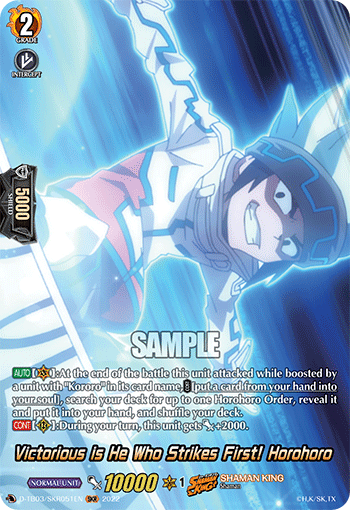 2
GRADE
INTERCEPT
5000
SHIELD
SAMPLE
AUTO【】:At the end of the battle this unit attacked while boosted
by a unit with "Kororo" in its card name, [put a card from your hand into
your soul], search your deck for up to one Horohoro Order, reveal it
and put it into your hand, and shuffle your deck.
CONT【】:During your turn, this unit gets +2000.
Victorious is He Who Strikes First! Horohoro
NORMAL UNIT 10000 1 SHAMAN KING! SHAMAN KING
Shaman
D-TB03/SKR051EN 2022 ©H,K/SK,TX